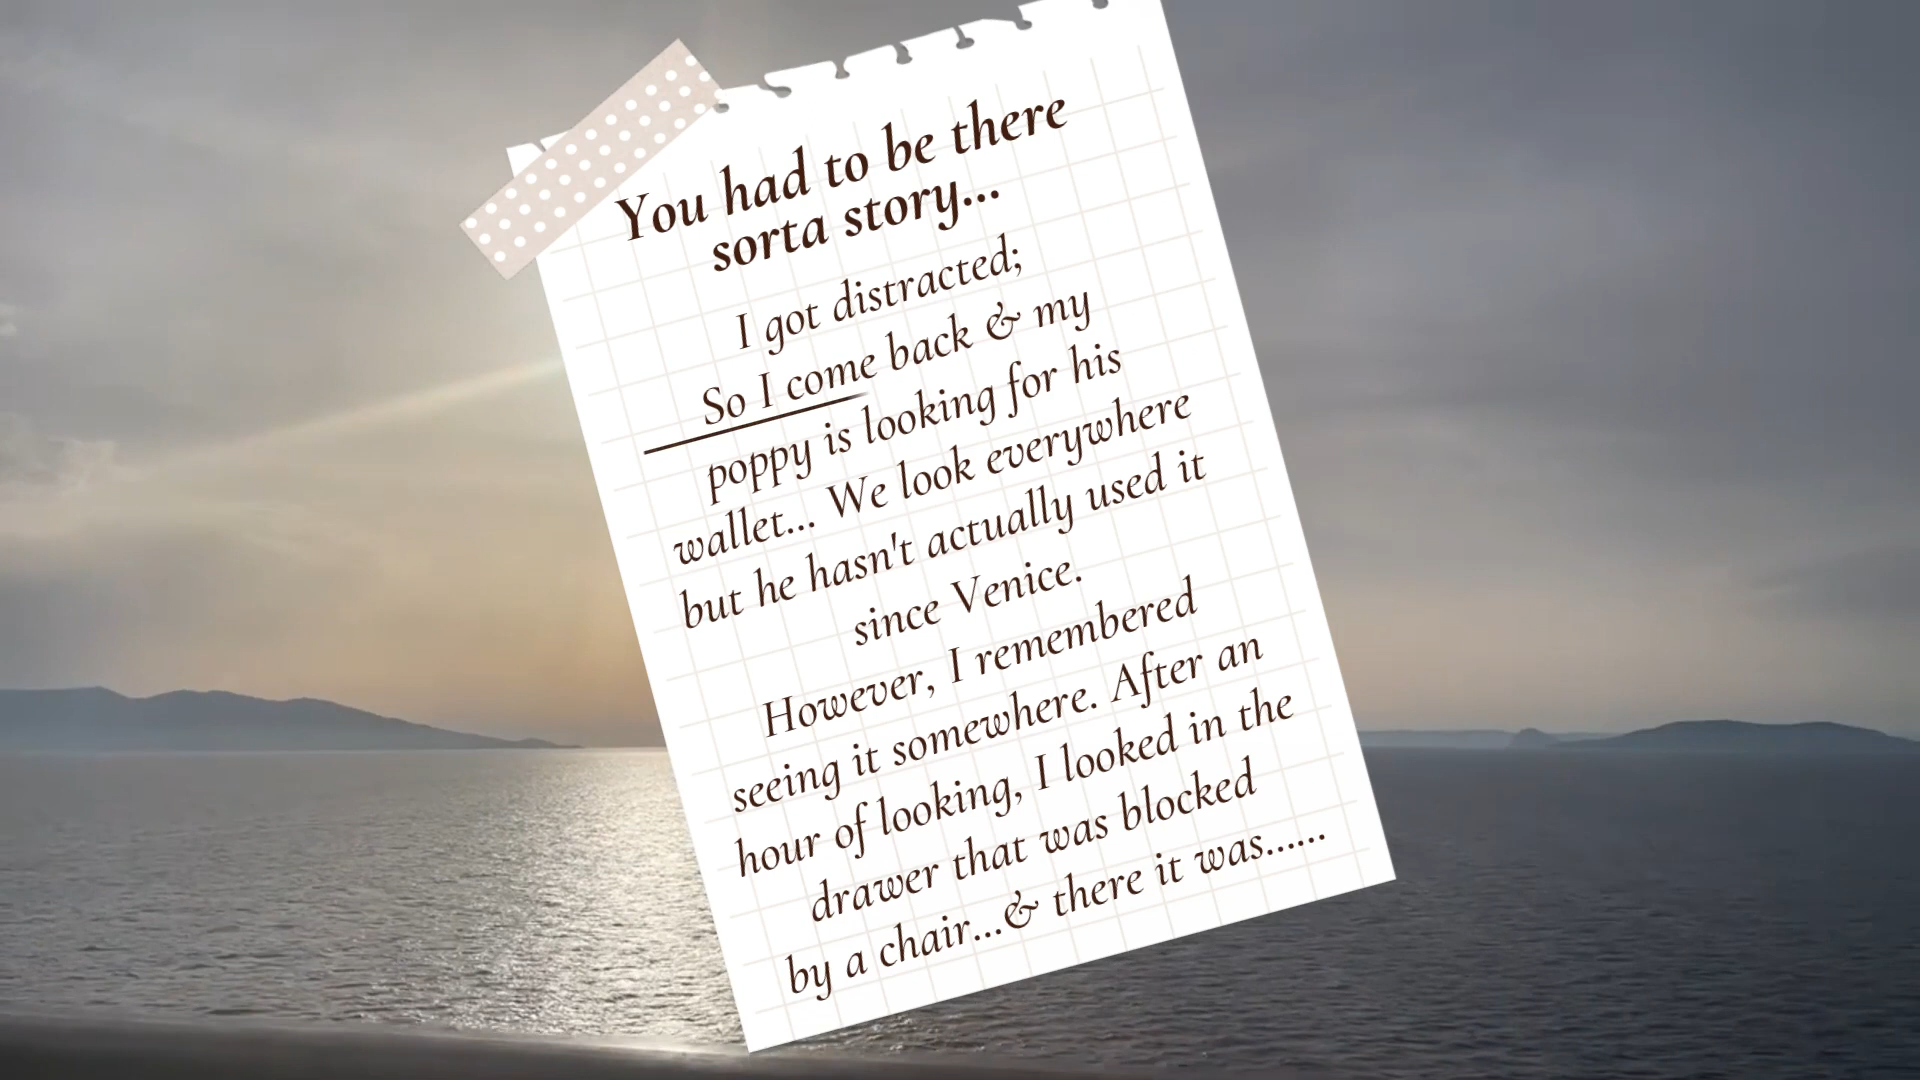 You had to be there
sorta story...
I got distracted;
So I come back & my
poppy is looking for his
wallet... We look everywhere
but he hasn't actually used it
since Venice.
However, I remembered
seeing it somewhere. After an
hour of looking, I looked in the
drawer that was blocked
by a chair...& there it was......